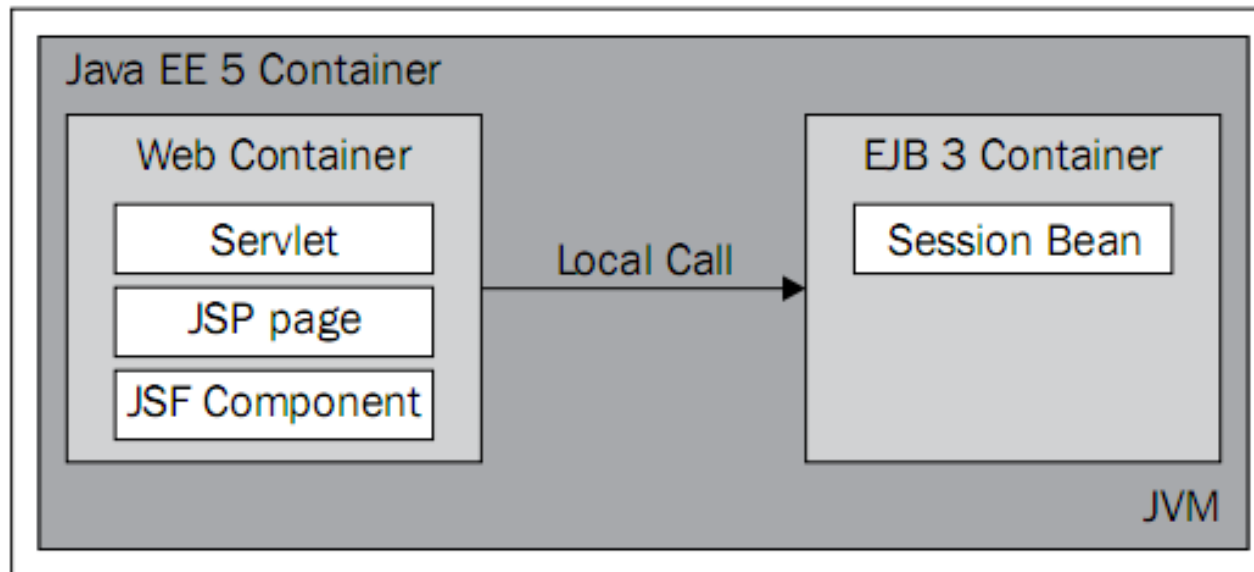 Java EE 5 Container
Web Container
Servlet
JSP page
JSF Component
Local Call
EJB 3 Container
Session Bean
JVM